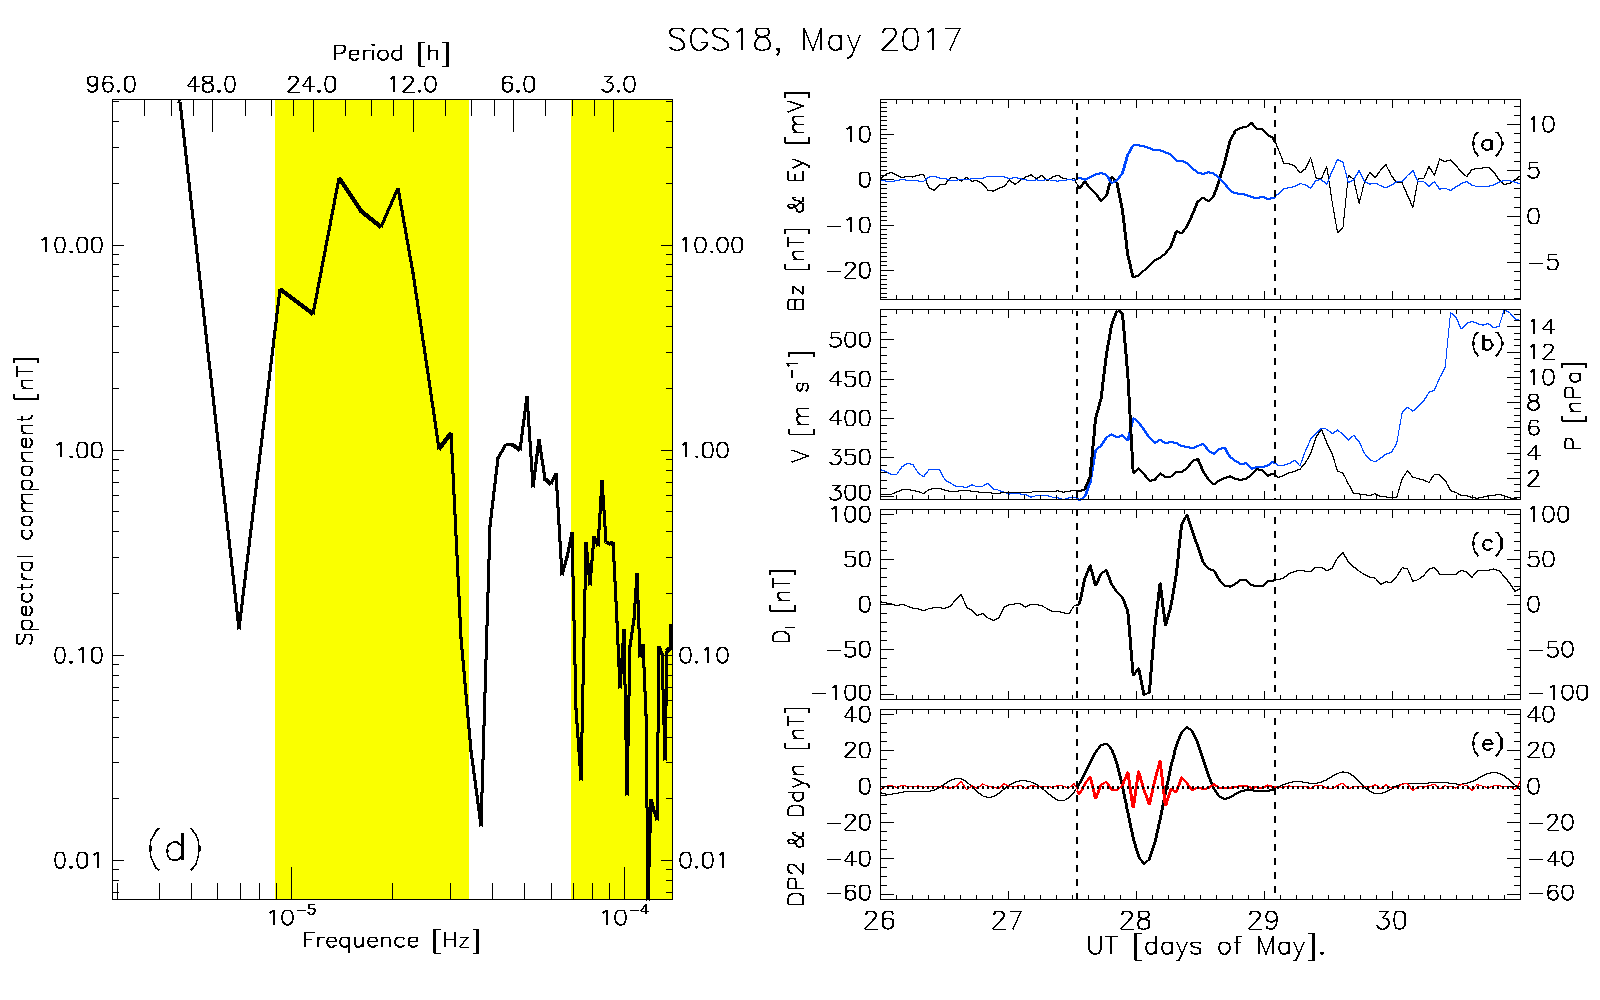 SGS18, May 2017
Period [h]
96.0 48.0 24.0 12.0 6.0 3.0
10.00 10.00
1.00 1.00
0.10 0.10
0.01 0.01
Spectral component [nT]
(d)
10⁻⁵ 10⁻⁴
Frequence [Hz]
Bz [nT] & Ey [mV]
10 0 −10 −20
(a)
10 5 0 −5
V [m s⁻¹]
500 450 400 350 300
(b)
14 12 10 8 6 4 2
P [nPa]
D_I [nT]
100 50 0 −50 −100
(c)
100 50 0 −50 −100
DP2 & Ddyn [nT]
40 20 0 −20 −40 −60
(e)
40 20 0 −20 −40 −60
26 27 28 29 30
UT [days of May].